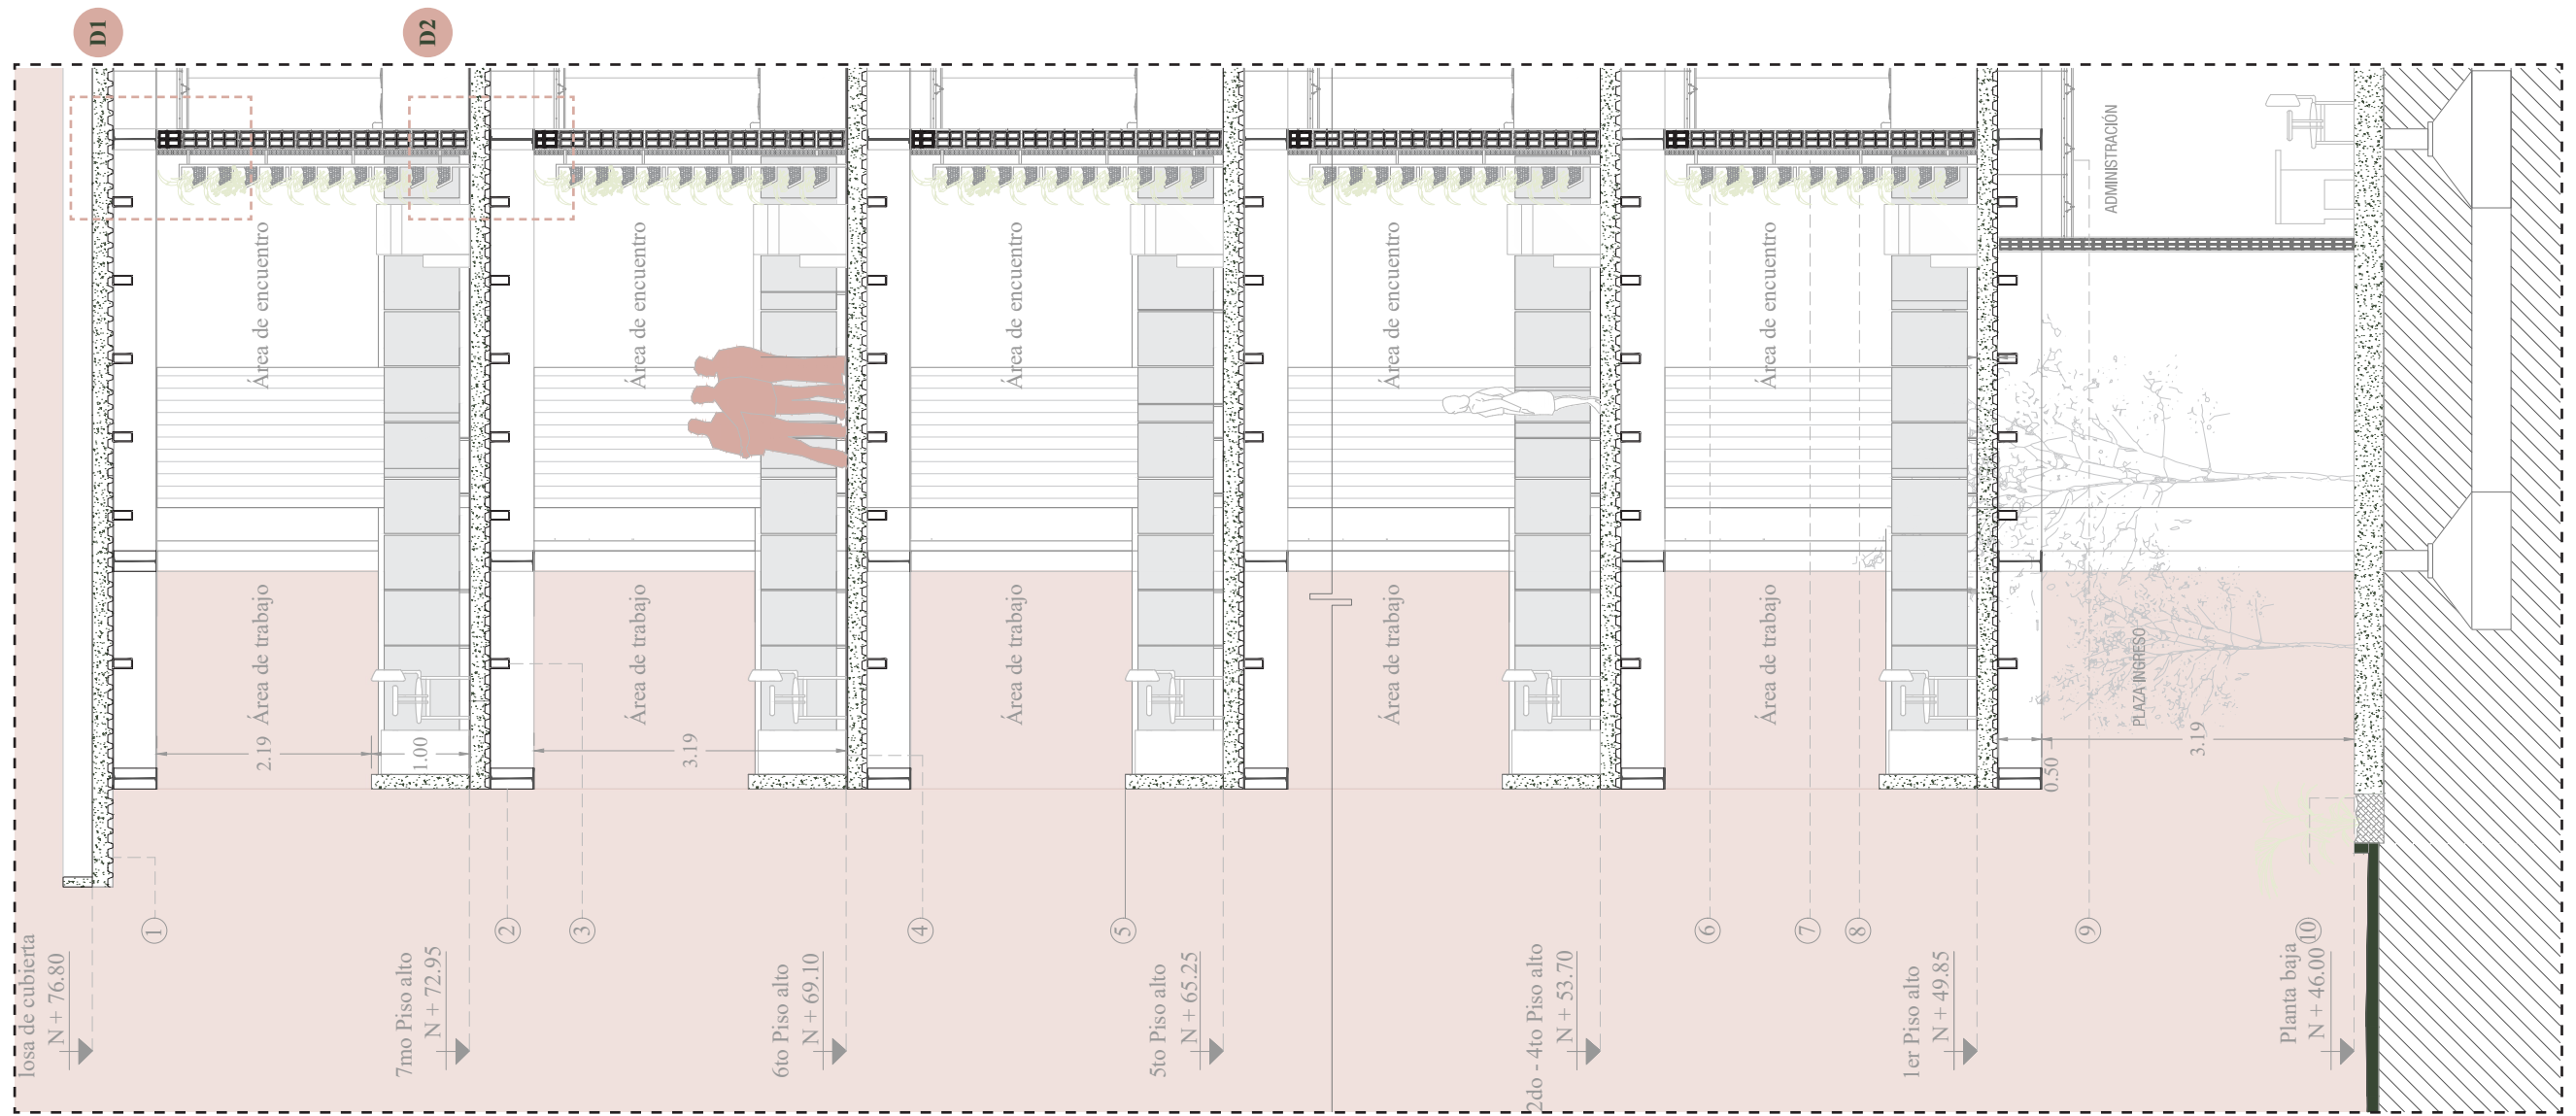 D1
D2
losa de cubierta
N + 76.80
7mo Piso alto
N + 72.95
6to Piso alto
N + 69.10
5to Piso alto
N + 65.25
2do - 4to Piso alto
N + 53.70
1er Piso alto
N + 49.85
Planta baja
N + 46.00
1
2
3
4
5
6
7
8
9
10
Área de encuentro
Área de encuentro
Área de encuentro
Área de encuentro
Área de encuentro
ADMINISTRACIÓN
Área de trabajo
Área de trabajo
Área de trabajo
Área de trabajo
Área de trabajo
PLAZA INGRESO
2.19
1.00
3.19
0.50
3.19